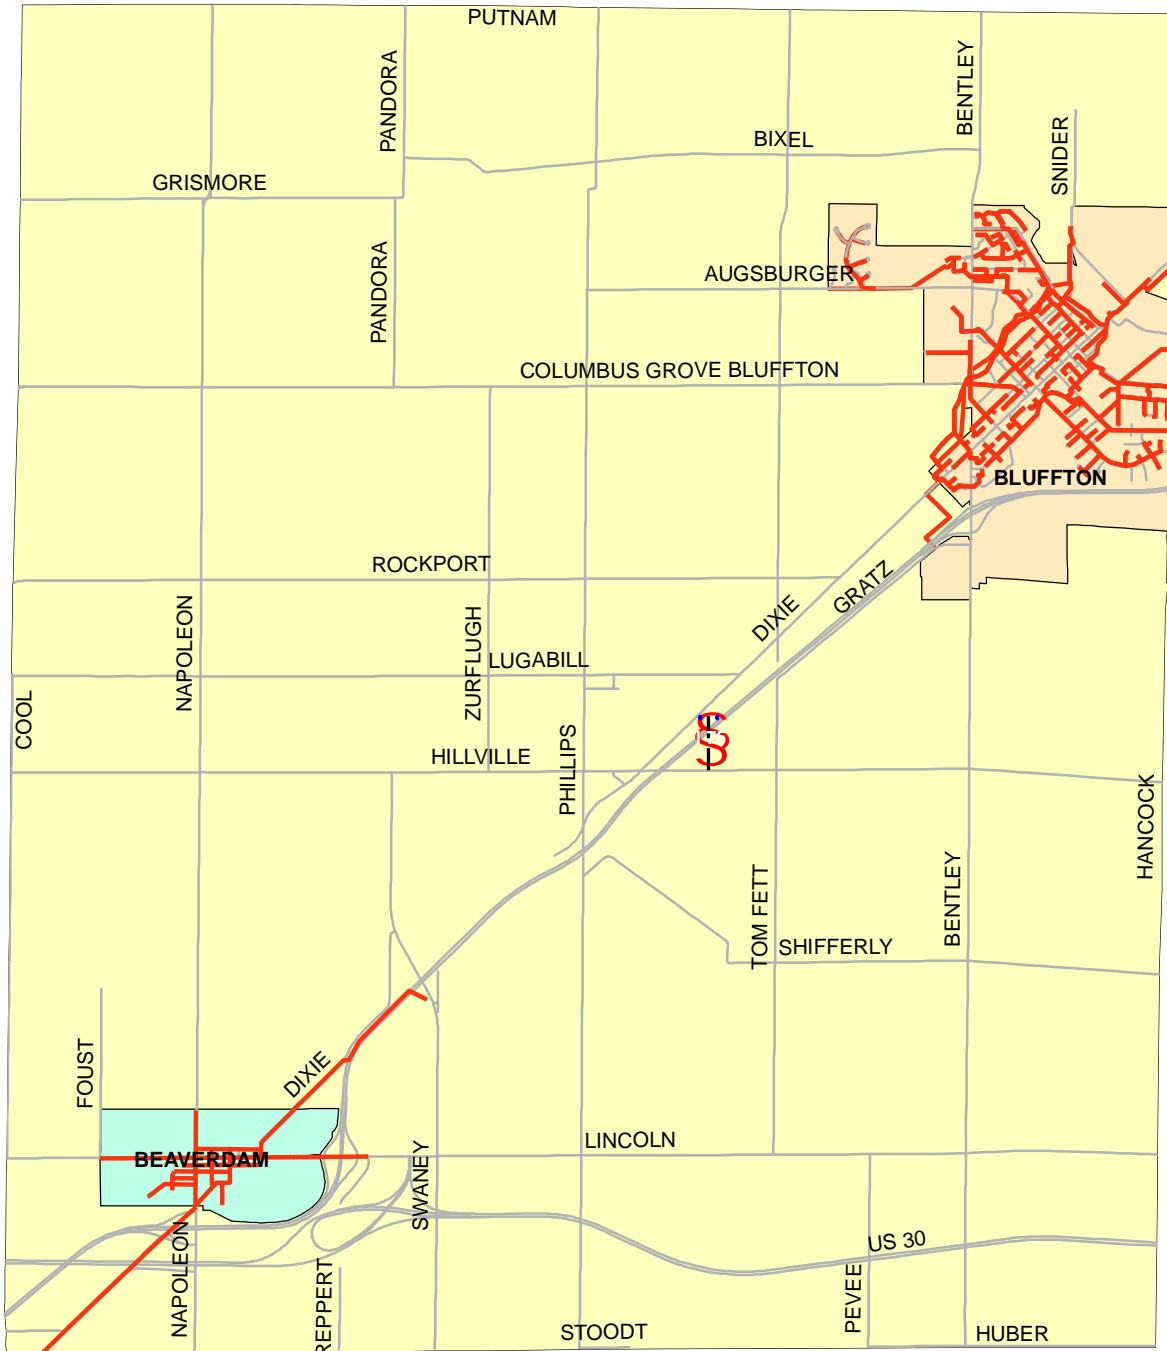 PUTNAM
PANDORA
BENTLEY
BIXEL
SNIDER
GRISMORE
PANDORA
AUGSBURGER
COLUMBUS GROVE BLUFFTON
BLUFFTON
ROCKPORT
GRATZ
DIXIE
NAPOLEON
ZURFLUGH
LUGABILL
COOL
S
S
PHILLIPS
HILLVILLE
HANCOCK
TOM FETT
BENTLEY
SHIFFERLY
FOUST
DIXIE
LINCOLN
BEAVERDAM
SWANEY
US 30
NAPOLEON
REPPERT
PEVEE
STOODT
HUBER